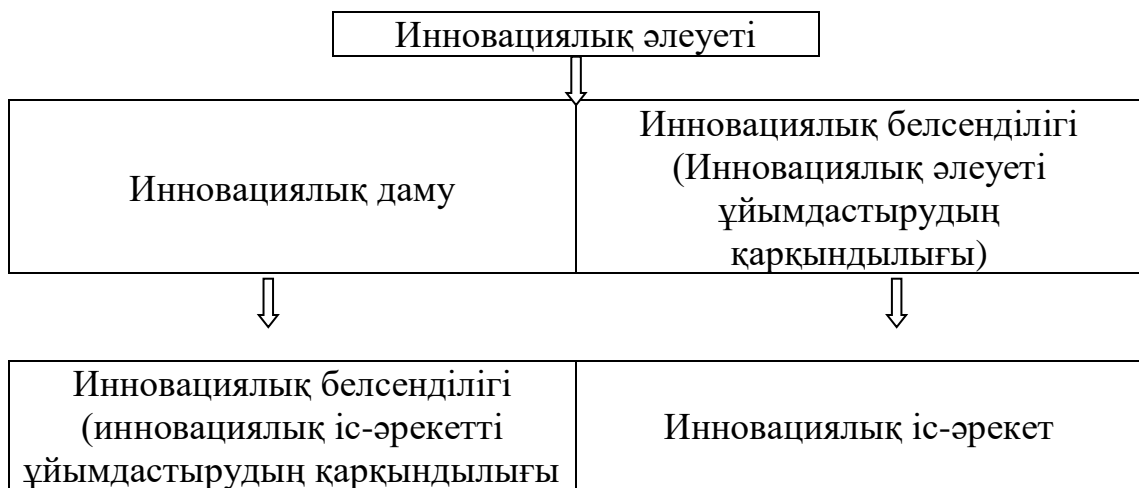 Инновациялық әлеуеті
Инновациялық даму
Инновациялық белсенділігі
(Инновациялық әлеуеті
ұйымдастырудың
қарқындылығы)
Инновациялық белсенділігі
(инновациялық іс-әрекетті
ұйымдастырудың қарқындылығы
Инновациялық іс-әрекет